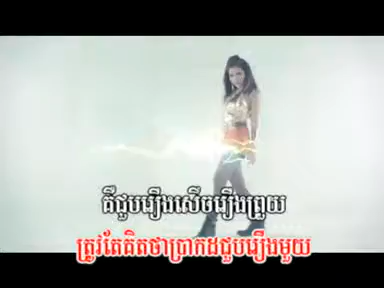 គឺជួបរឿងសើចរឿងព្រួយ
ត្រូវតែគិតថាប្រាកដជួបរឿងមួយ